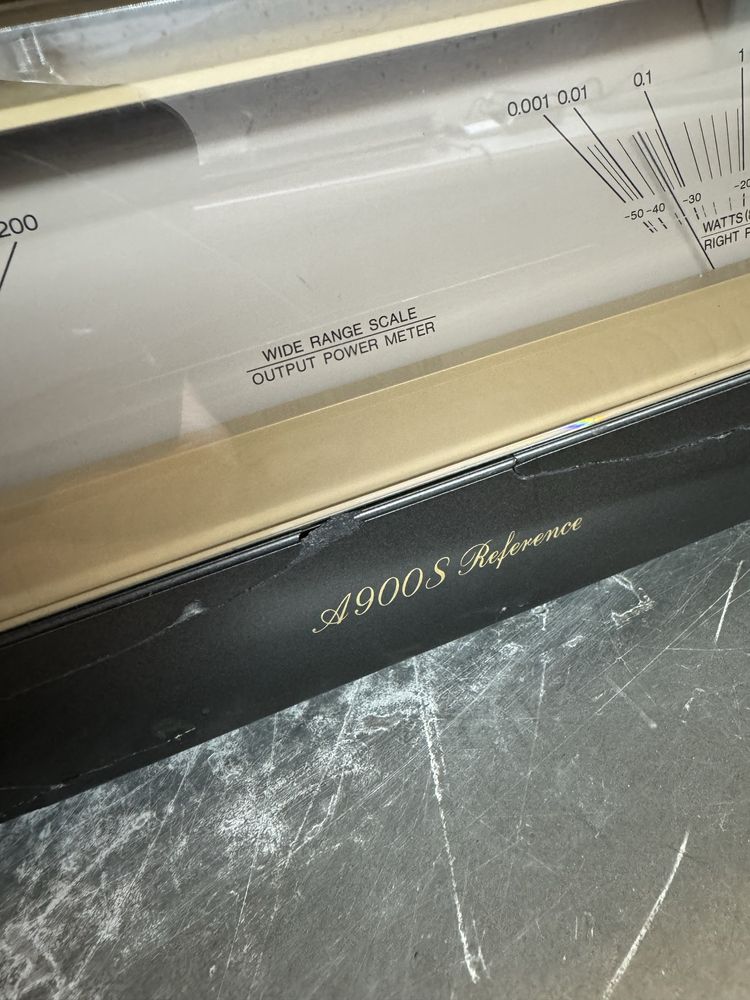 0.001 0.01 0.1 1
200
-50 -40 -30 -20
WATTS
RIGHT
WIDE RANGE SCALE
OUTPUT POWER METER
A900S Reference